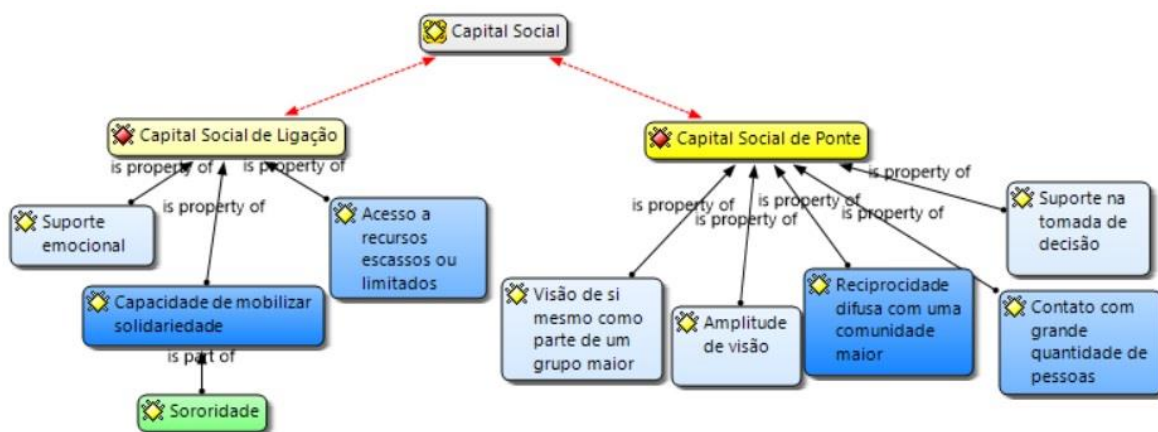 Capital Social
Capital Social de Ligação
Capital Social de Ponte
is property of
is property of
is property of
is property of
is property of
is property of
is property of
is property of
Suporte
emocional
Acesso a
recursos
escassos ou
limitados
Suporte na
tomada de
decisão
Capacidade de mobilizar
solidariedade
Visão de si
mesmo como
parte de um
grupo maior
Amplitude
de visão
Reciprocidade
difusa com uma
comunidade
maior
Contato com
grande
quantidade de
pessoas
is part of
Sororidade